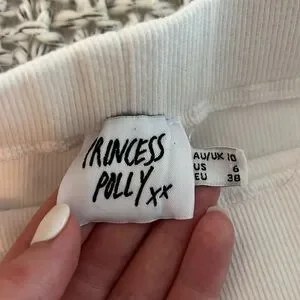 PRINCESS
POLLY xx
AU/UK 10
US 6
EU 38